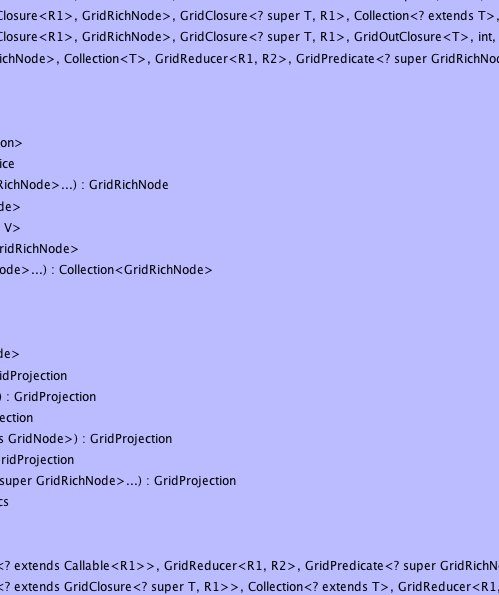 Closure<R1>, GridRichNode>, GridClosure<? super T, R1>, Collection<? extends T>,
Closure<R1>, GridRichNode>, GridClosure<? super T, R1>, GridOutClosure<T>, int,
ichNode>, Collection<T>, GridReducer<R1, R2>, GridPredicate<? super GridRichNo
on>
ice
RichNode>...) : GridRichNode
de>
V>
GridRichNode>
ode>...) : Collection<GridRichNode>
de>
idProjection
) : GridProjection
ection
s GridNode>) : GridProjection
GridProjection
super GridRichNode>...) : GridProjection
cs
<? extends Callable<R1>>, GridReducer<R1, R2>, GridPredicate<? super GridRichN
<? extends GridClosure<? super T, R1>>, Collection<? extends T>, GridReducer<R1,